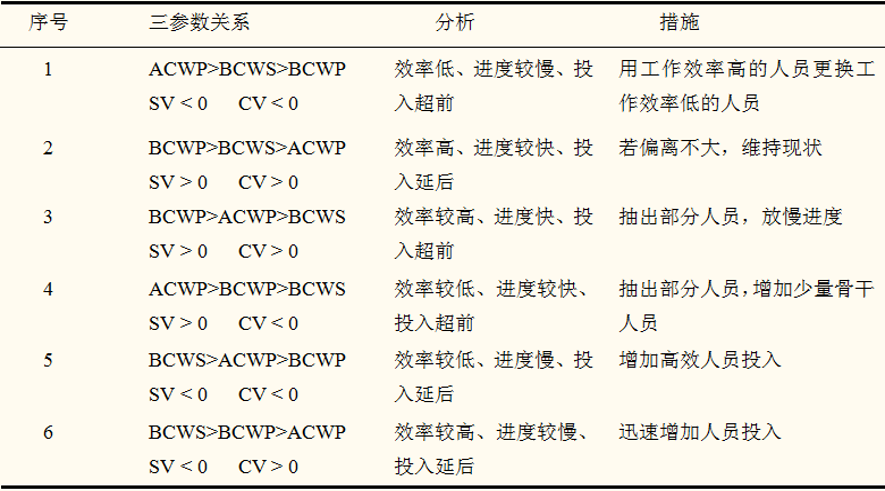 序号 三参数关系 分析 措施
1 ACWP>BCWS>BCWP 效率低、进度较慢、投 用工作效率高的人员更换工
SV < 0 CV < 0 入超前 作效率低的人员
2 BCWP>BCWS>ACWP 效率高、进度较快、投 若偏离不大，维持现状
SV > 0 CV > 0 入延后
3 BCWP>ACWP>BCWS 效率较高、进度快、投 抽出部分人员，放慢进度
SV > 0 CV > 0 入超前
4 ACWP>BCWP>BCWS 效率较低、进度较快、 抽出部分人员，增加少量骨干
SV > 0 CV < 0 投入超前 人员
5 BCWS>ACWP>BCWP 效率较低、进度慢、投 增加高效人员投入
SV < 0 CV < 0 入延后
6 BCWS>BCWP>ACWP 效率较高、进度较慢、 迅速增加人员投入
SV < 0 CV > 0 投入延后